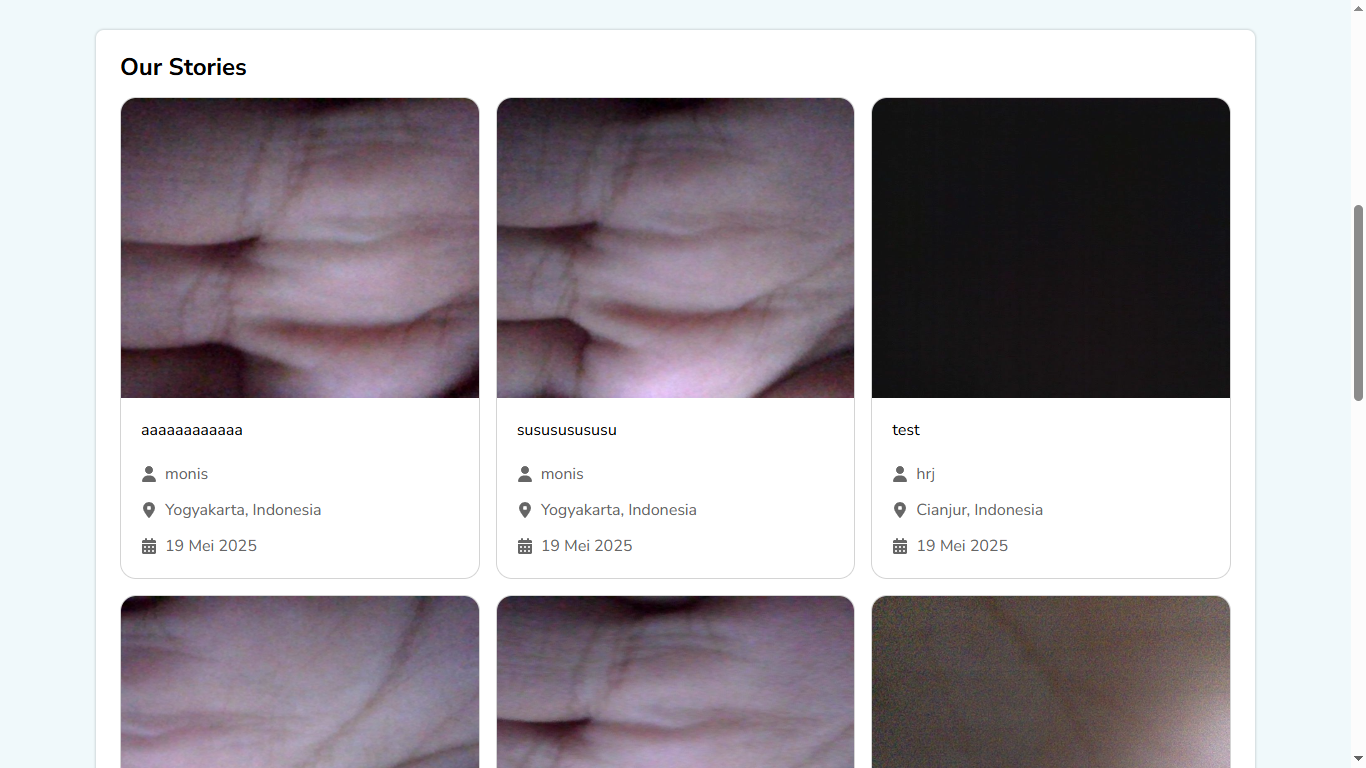 Our Stories
aaaaaaaaaaaa
monis
Yogyakarta, Indonesia
19 Mei 2025
sususususususu
monis
Yogyakarta, Indonesia
19 Mei 2025
test
hrj
Cianjur, Indonesia
19 Mei 2025